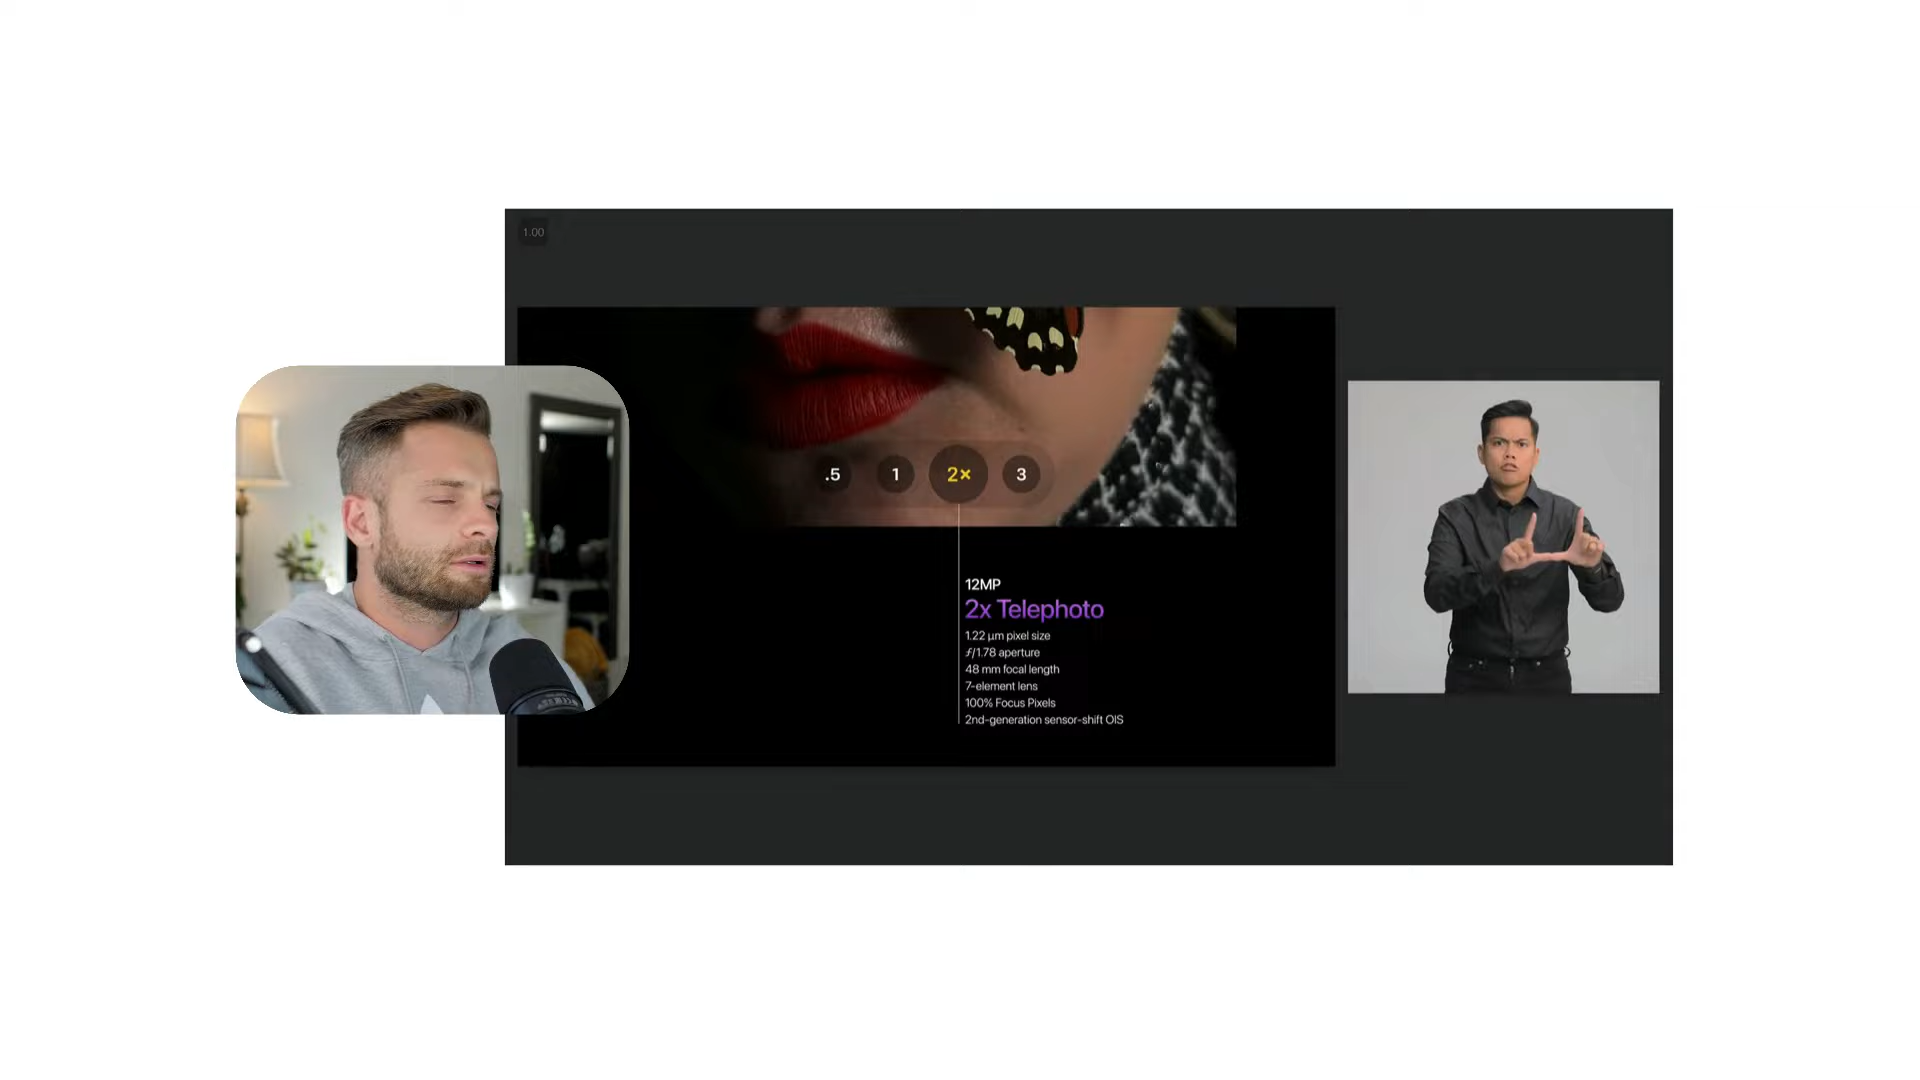 1.00
.5 1 2× 3
12MP
2x Telephoto
1.22 µm pixel size
ƒ/1.78 aperture
48 mm focal length
7-element lens
100% Focus Pixels
2nd-generation sensor-shift OIS